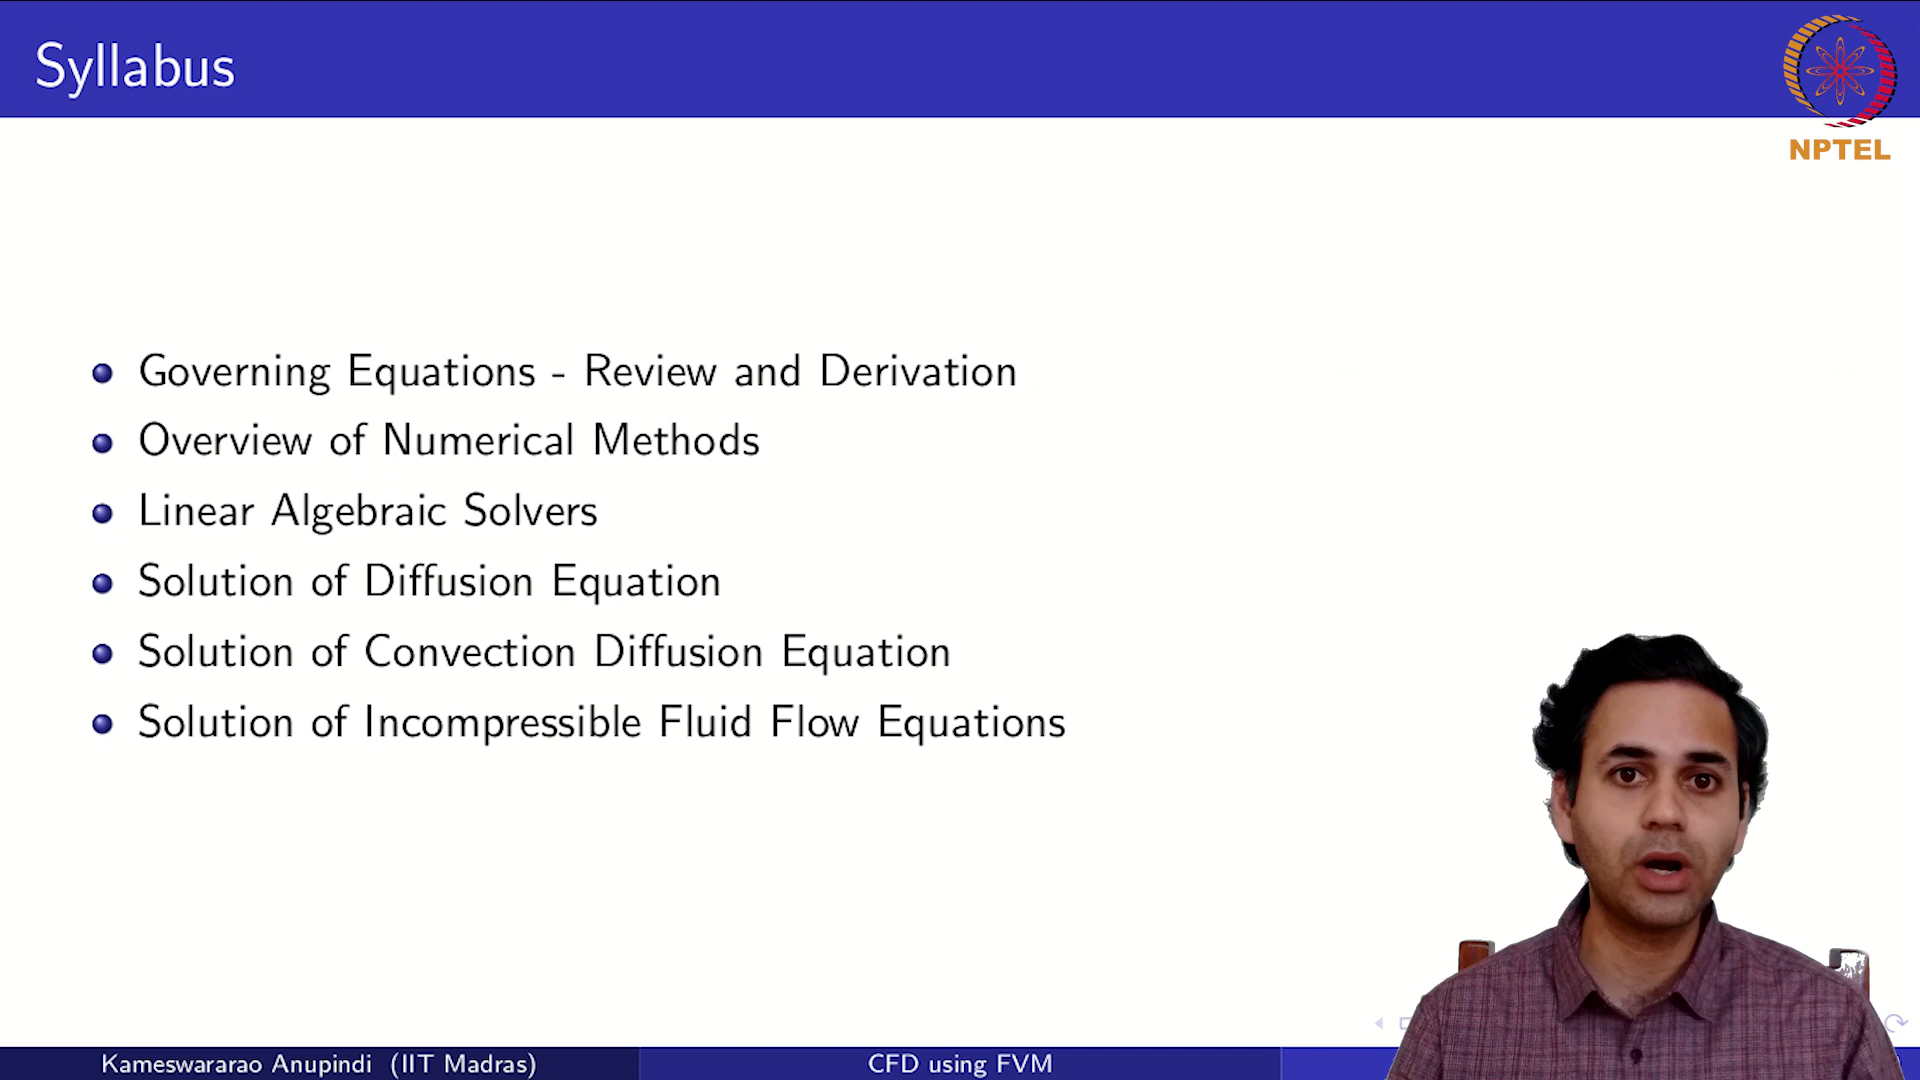 Syllabus
NPTEL
Governing Equations - Review and Derivation
Overview of Numerical Methods
Linear Algebraic Solvers
Solution of Diffusion Equation
Solution of Convection Diffusion Equation
Solution of Incompressible Fluid Flow Equations
Kameswararao Anupindi (IIT Madras)
CFD using FVM